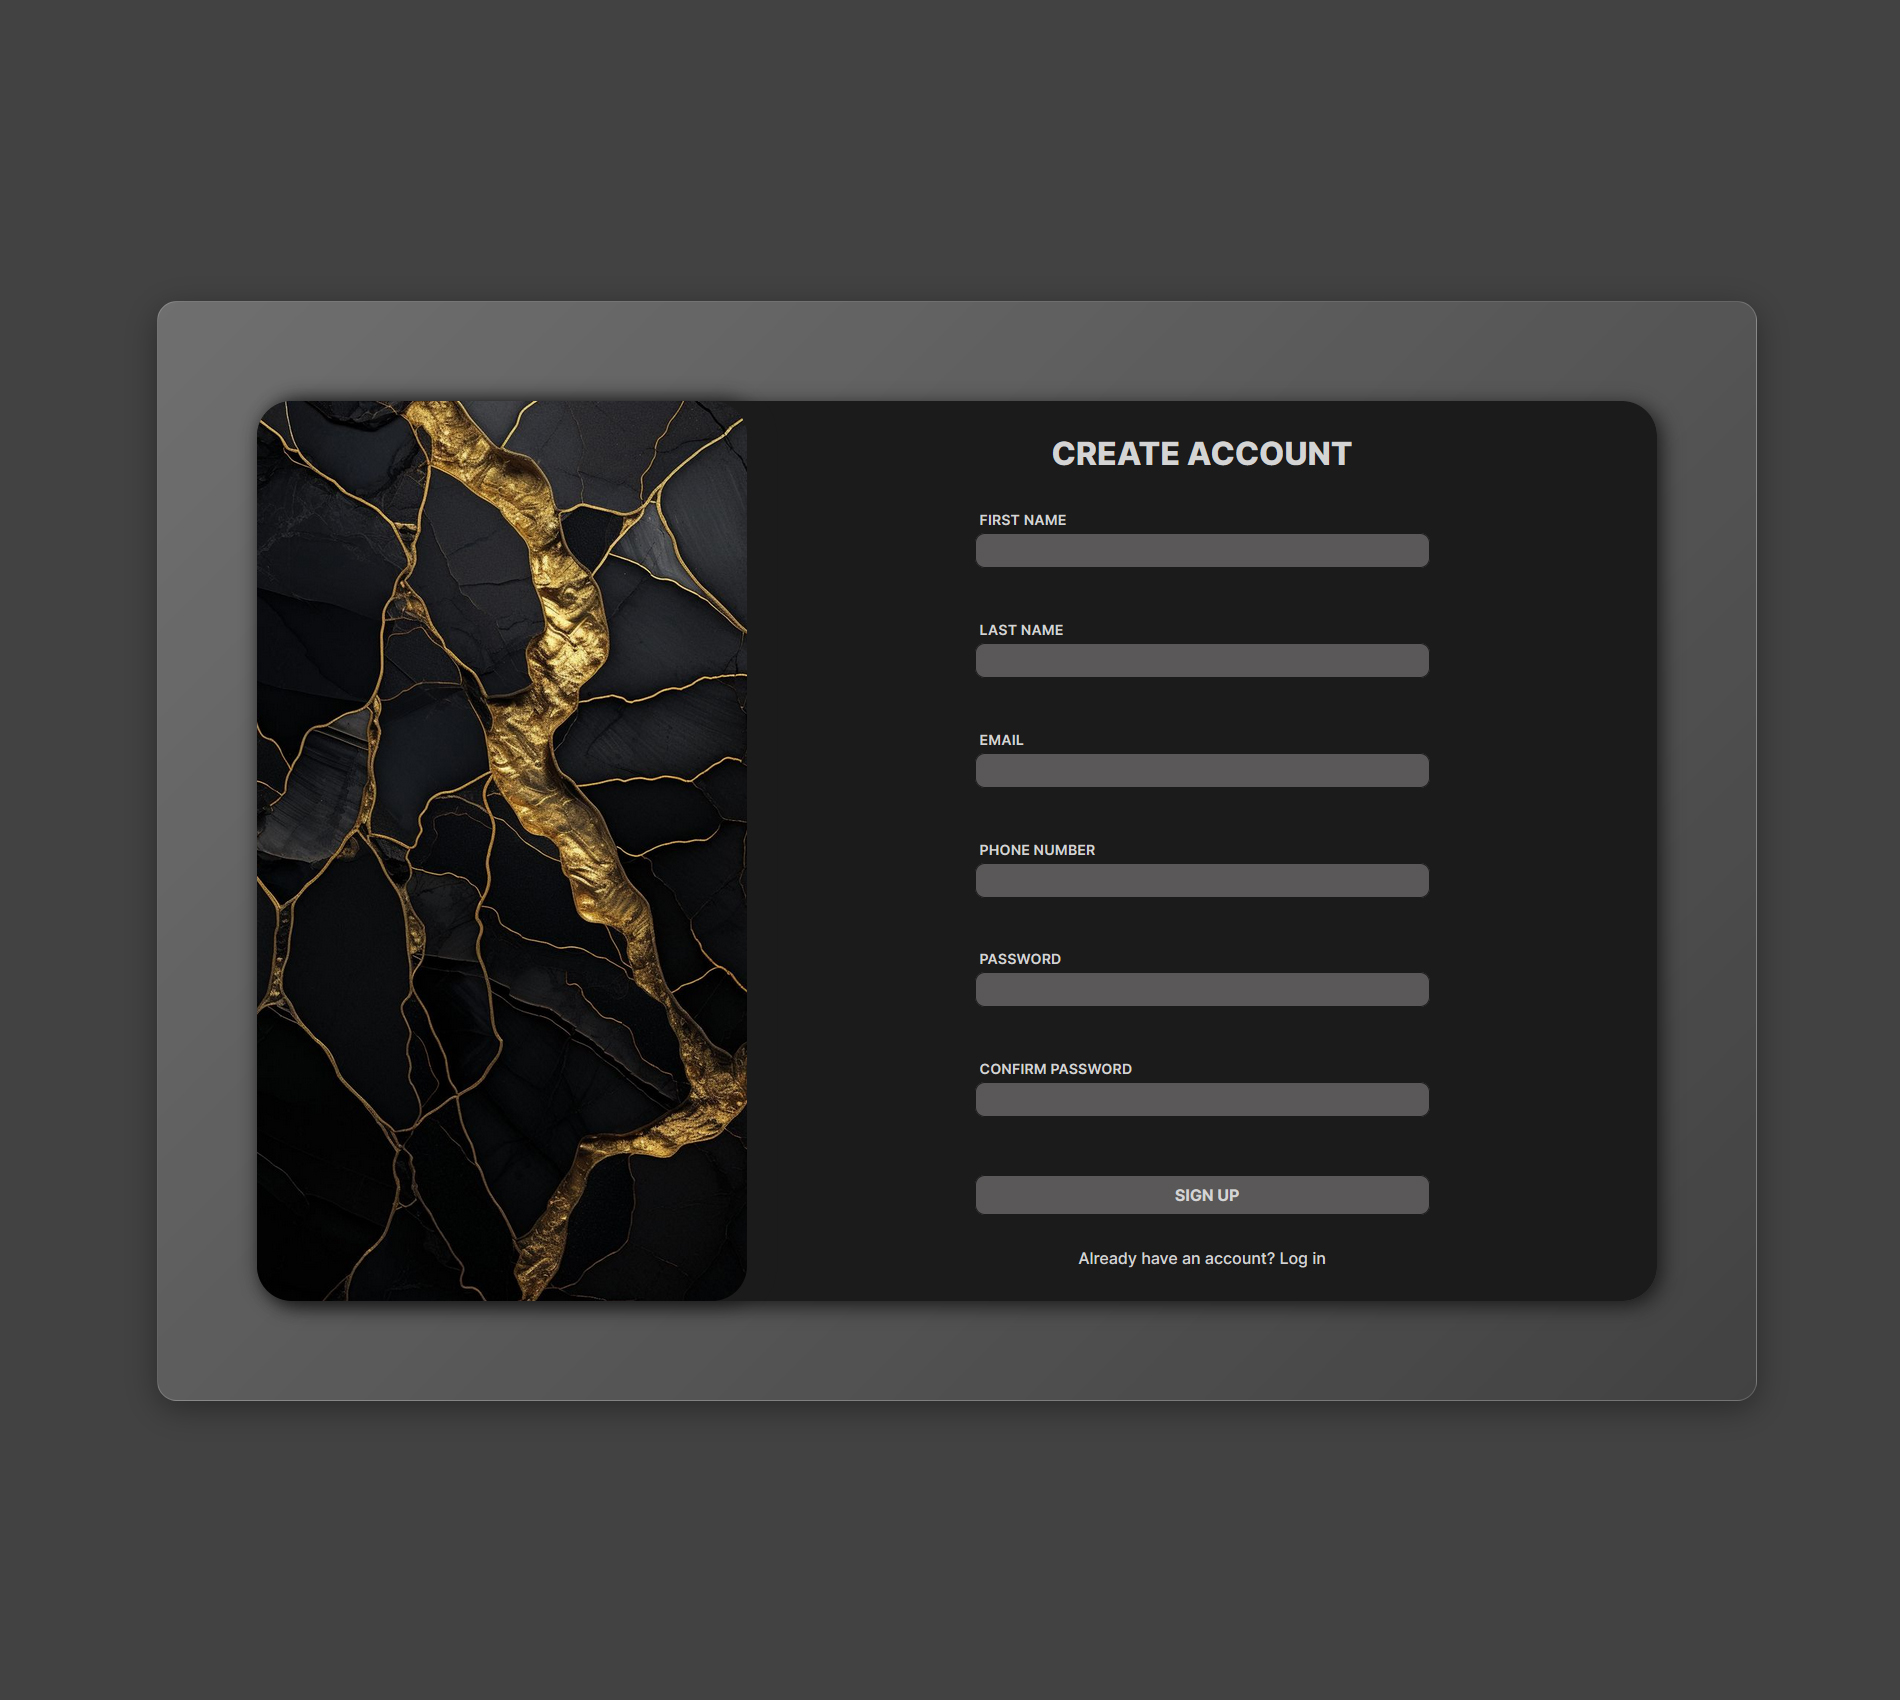 CREATE ACCOUNT
FIRST NAME
LAST NAME
EMAIL
PHONE NUMBER
PASSWORD
CONFIRM PASSWORD
SIGN UP
Already have an account? Log in